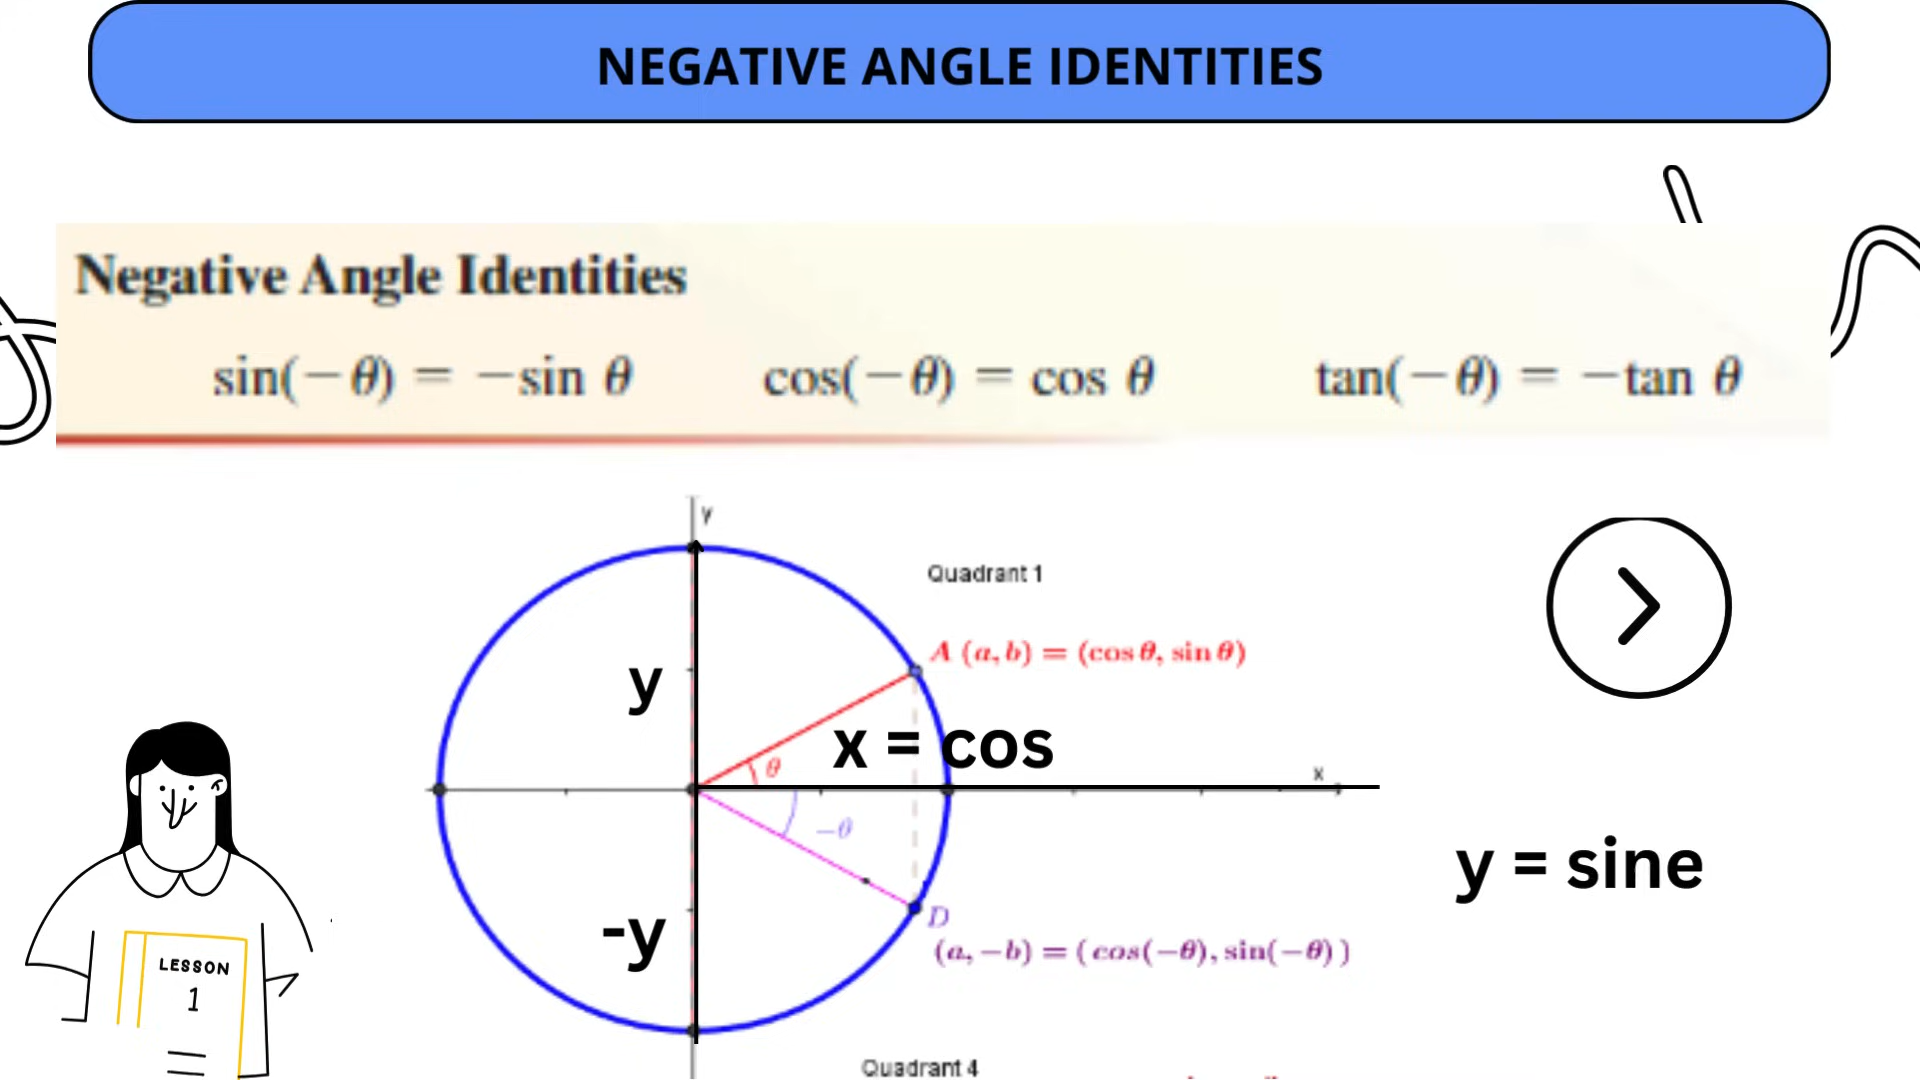 NEGATIVE ANGLE IDENTITIES
Negative Angle Identities
sin(−θ) = −sin θ cos(−θ) = cos θ tan(−θ) = −tan θ
y
Quadrant 1
A (a, b) = (cos θ, sin θ)
y
x = cos
θ
x
−θ
y = sine
D
-y
(a, −b) = ( cos(−θ), sin(−θ) )
LESSON
1
Quadrant 4